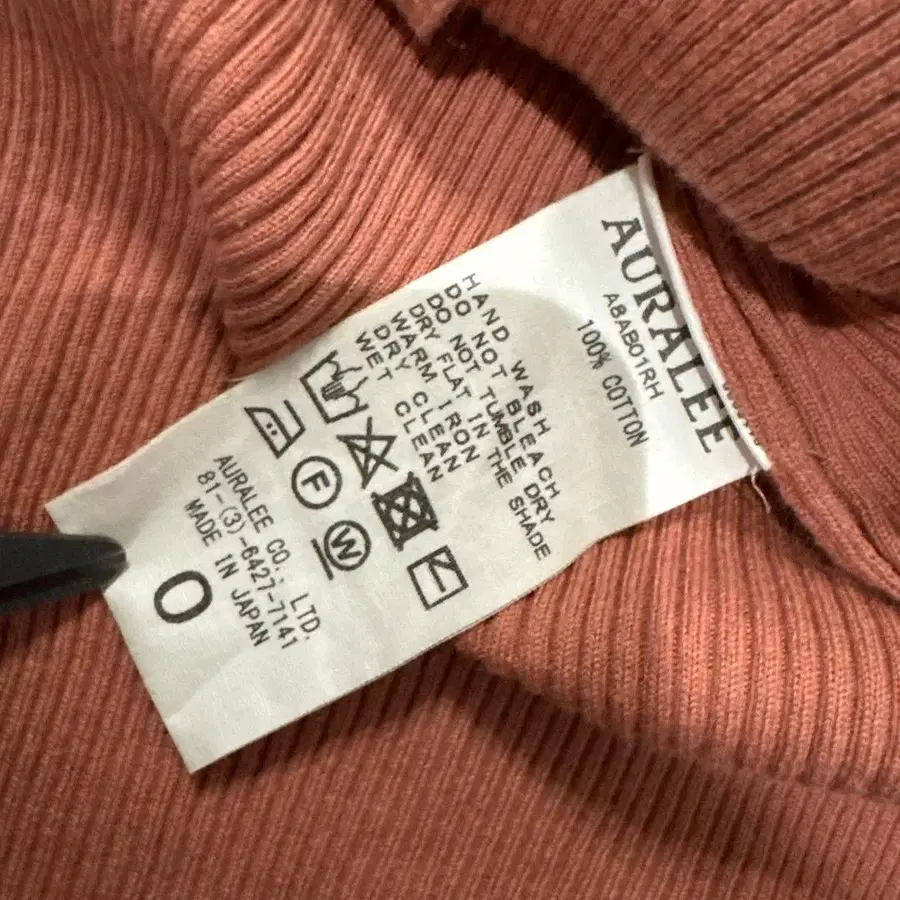 AURALEE
A8AB01RH
100% COTTON
HAND WASH
DO NOT BLEACH
DO NOT TUMBLE DRY
DRY FLAT IN THE SHADE
WARM IRON
DRY CLEAN
WET CLEAN
F
W
AURALEE CO., LTD.
81-(3)-6427-7141
MADE IN JAPAN
0